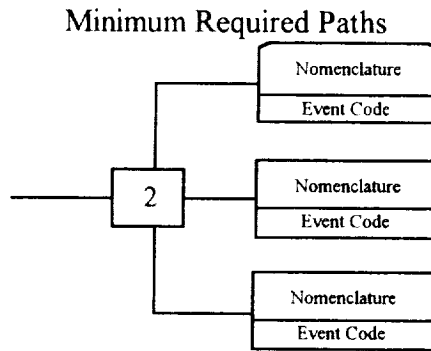 Minimum Required Paths
Nomenclature
Event Code
2
Nomenclature
Event Code
Nomenclature
Event Code